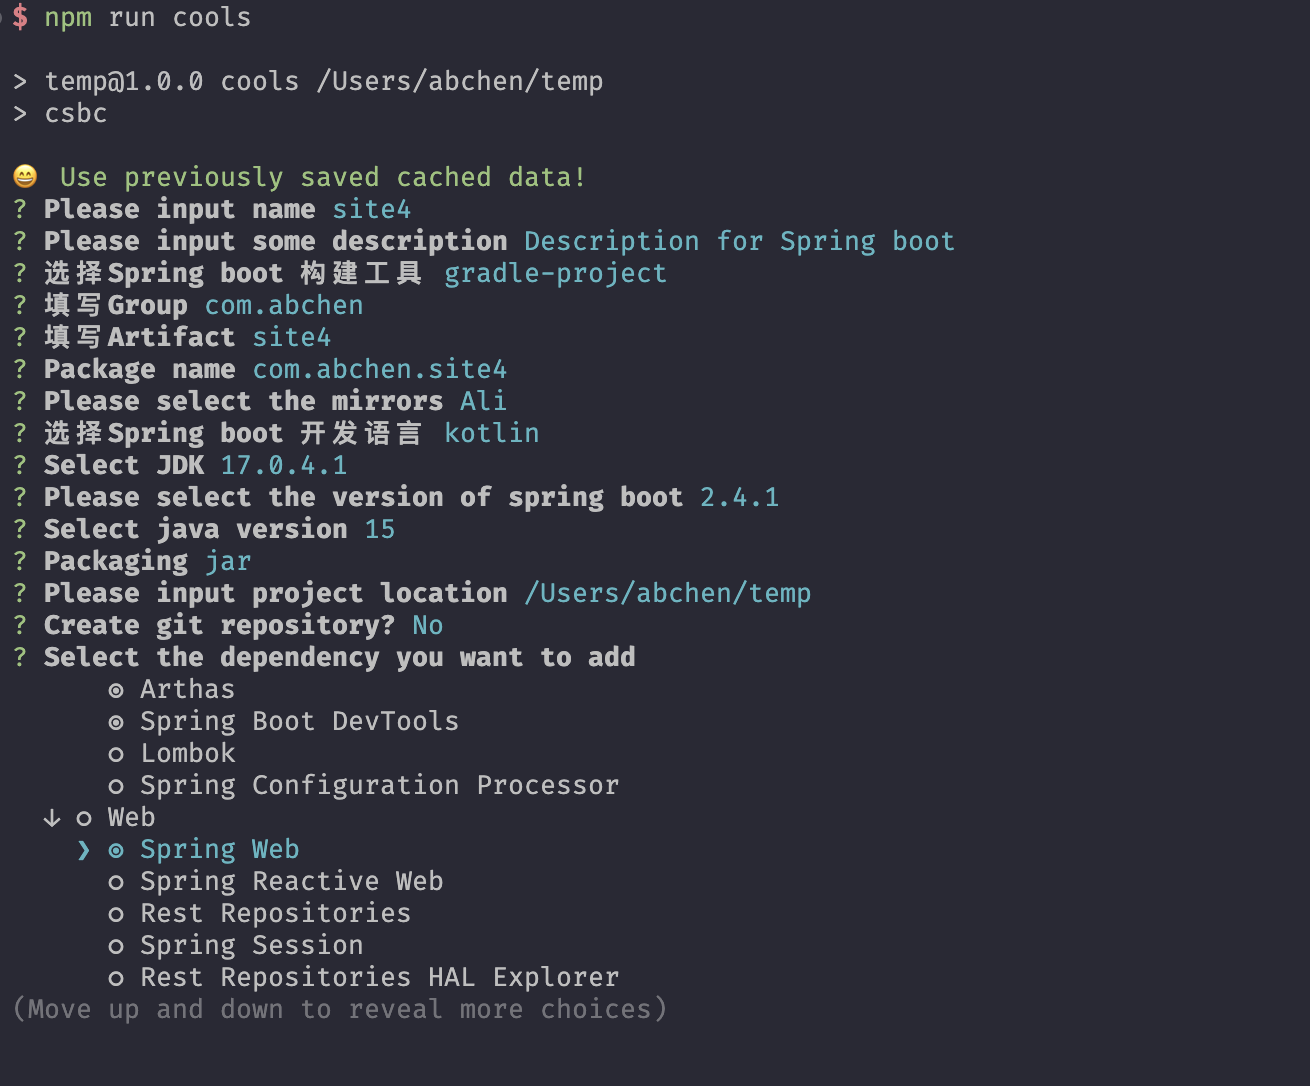 $ npm run cools
> temp@1.0.0 cools /Users/abchen/temp
> csbc
😄 Use previously saved cached data!
? Please input name site4
? Please input some description Description for Spring boot
? 选择Spring boot 构建工具 gradle-project
? 填写Group com.abchen
? 填写Artifact site4
? Package name com.abchen.site4
? Please select the mirrors Ali
? 选择Spring boot 开发语言 kotlin
? Select JDK 17.0.4.1
? Please select the version of spring boot 2.4.1
? Select java version 15
? Packaging jar
? Please input project location /Users/abchen/temp
? Create git repository? No
? Select the dependency you want to add
◉ Arthas
◉ Spring Boot DevTools
◯ Lombok
◯ Spring Configuration Processor
↓ ◯ Web
❯ ◉ Spring Web
◯ Spring Reactive Web
◯ Rest Repositories
◯ Spring Session
◯ Rest Repositories HAL Explorer
(Move up and down to reveal more choices)